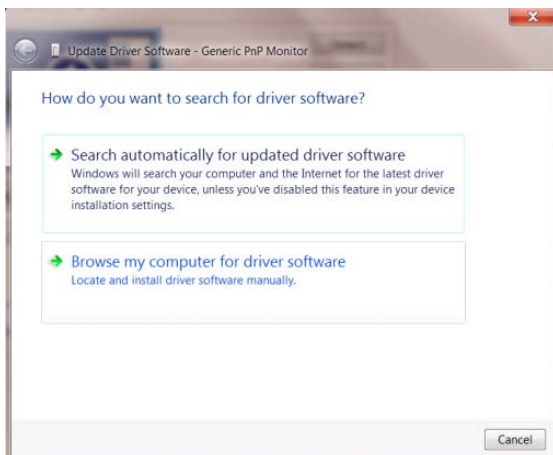 Update Driver Software - Generic PnP Monitor
How do you want to search for driver software?
Search automatically for updated driver software
Windows will search your computer and the Internet for the latest driver
software for your device, unless you've disabled this feature in your device
installation settings.
Browse my computer for driver software
Locate and install driver software manually.
Cancel